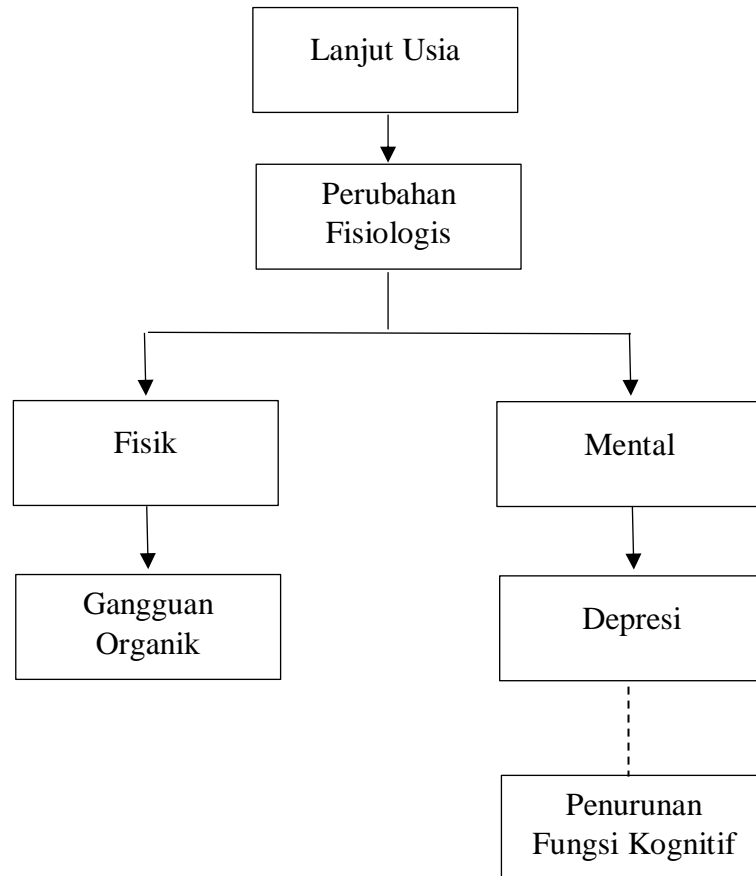 Lanjut Usia
Perubahan
Fisiologis
Fisik
Mental
Gangguan
Organik
Depresi
Penurunan
Fungsi Kognitif